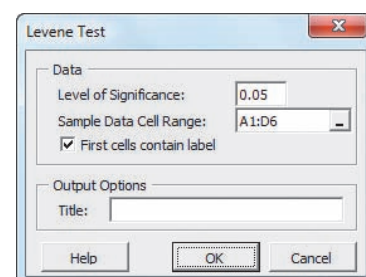 Levene Test
Data
Level of Significance: 0.05
Sample Data Cell Range: A1:D6
First cells contain label
Output Options
Title:
Help OK Cancel